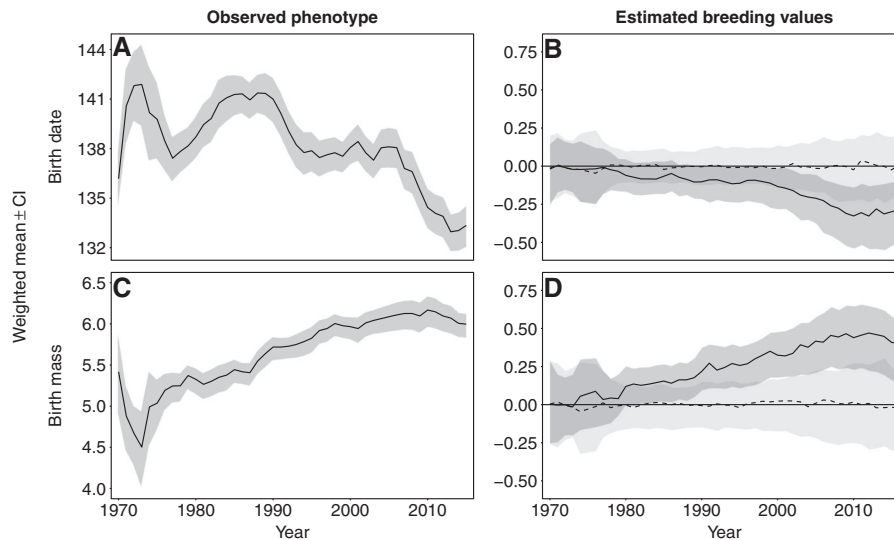 Observed phenotype
Estimated breeding values
Weighted mean ± CI
Birth date
A
144
141
138
135
132
B
0.75
0.50
0.25
0.00
−0.25
−0.50
Birth mass
C
6.5
6.0
5.5
5.0
4.5
4.0
1970 1980 1990 2000 2010
Year
D
0.75
0.50
0.25
0.00
−0.25
−0.50
1970 1980 1990 2000 2010
Year